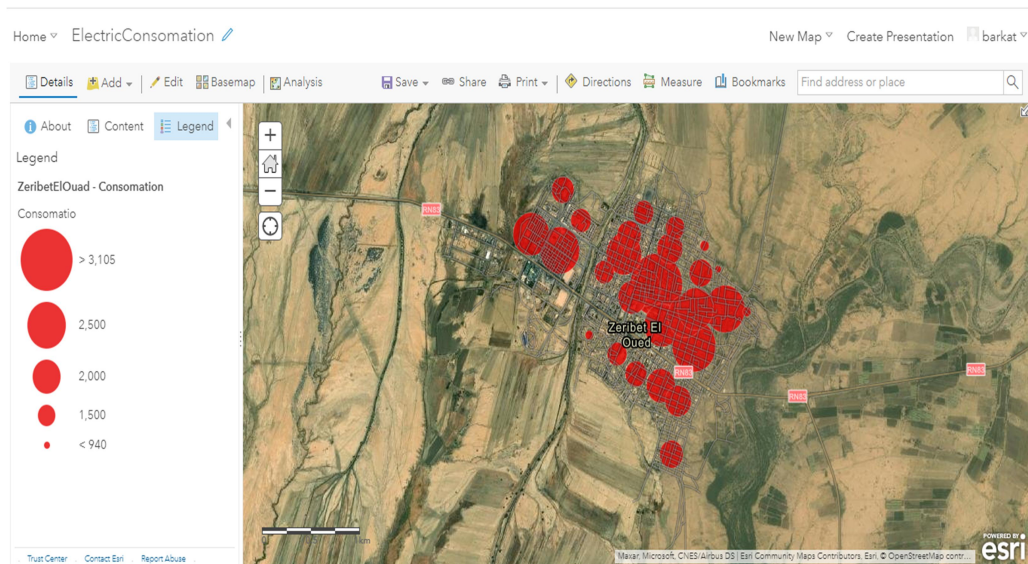 Home ElectricConsomation New Map Create Presentation barkat
Details Add Edit Basemap Analysis Save Share Print Directions Measure Bookmarks Find address or place
About Content Legend
Legend
ZeribetElOuad - Consomation
Consomatio
> 3,105
2,500
2,000
1,500
< 940
RN83
Zeribet El
Oued
RN83
RN83
RN83
km
Trust Center Contact Esri Report Abuse
Maxar, Microsoft, CNES/Airbus DS | Esri Community Maps Contributors, Esri, © OpenStreetMap contr...
POWERED BY
esri